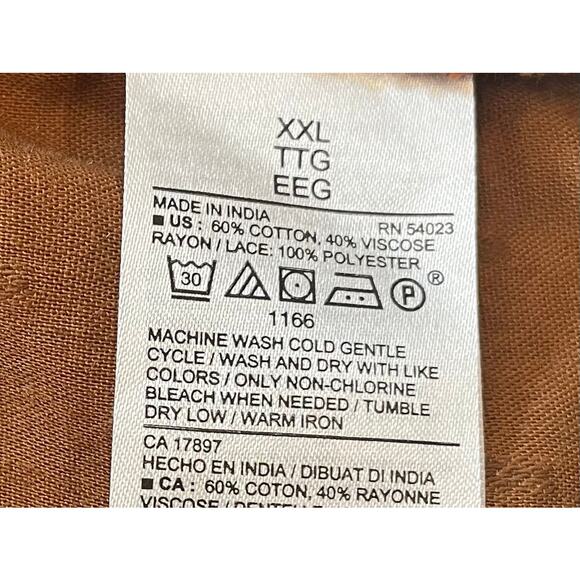 XXL
TTG
EEG
MADE IN INDIA RN 54023
■ US : 60% COTTON, 40% VISCOSE
RAYON / LACE: 100% POLYESTER
30 P ®
1166
MACHINE WASH COLD GENTLE
CYCLE / WASH AND DRY WITH LIKE
COLORS / ONLY NON-CHLORINE
BLEACH WHEN NEEDED / TUMBLE
DRY LOW / WARM IRON
CA 17897
HECHO EN INDIA / DIBUAT DI INDIA
■ CA : 60% COTON, 40% RAYONNE
VISCOSE / DENTELLE